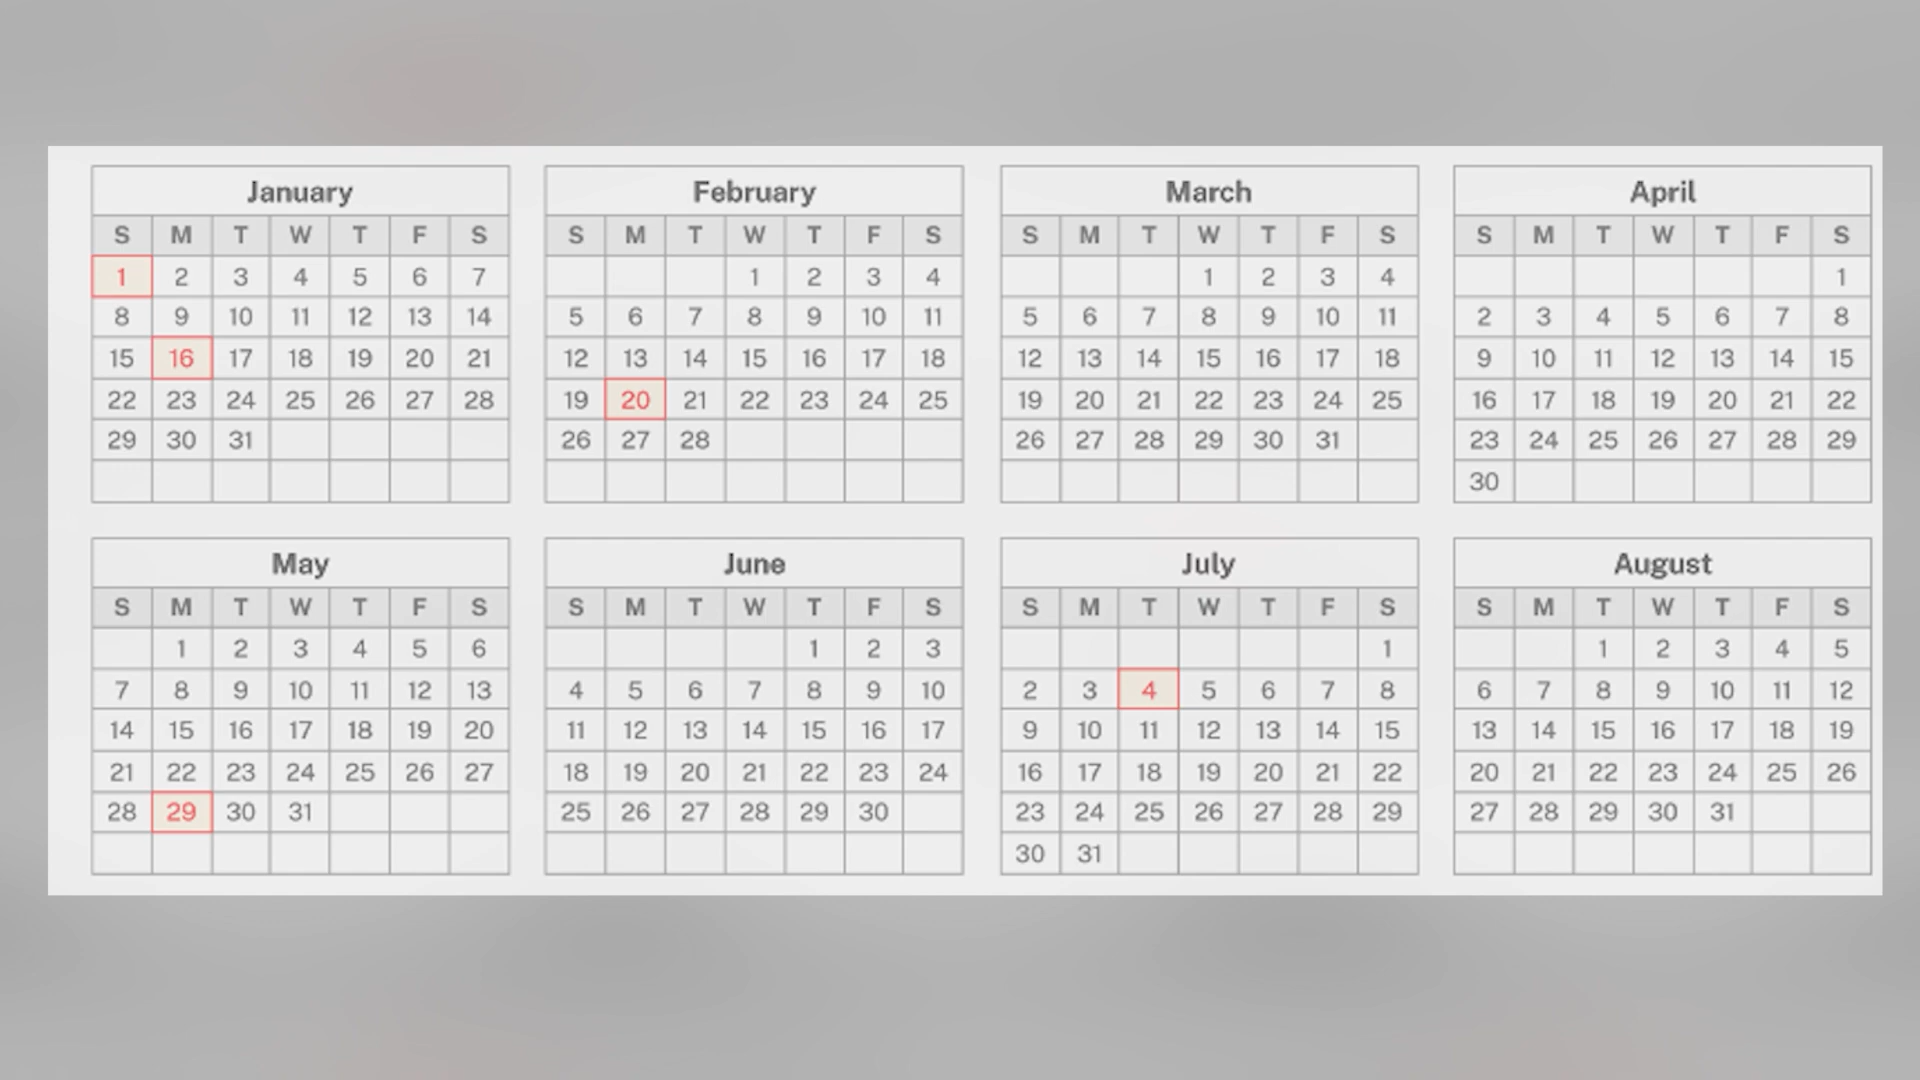 January
S M T W T F S
1 2 3 4 5 6 7
8 9 10 11 12 13 14
15 16 17 18 19 20 21
22 23 24 25 26 27 28
29 30 31
February
S M T W T F S
1 2 3 4
5 6 7 8 9 10 11
12 13 14 15 16 17 18
19 20 21 22 23 24 25
26 27 28
March
S M T W T F S
1 2 3 4
5 6 7 8 9 10 11
12 13 14 15 16 17 18
19 20 21 22 23 24 25
26 27 28 29 30 31
April
S M T W T F S
1
2 3 4 5 6 7 8
9 10 11 12 13 14 15
16 17 18 19 20 21 22
23 24 25 26 27 28 29
30
May
S M T W T F S
1 2 3 4 5 6
7 8 9 10 11 12 13
14 15 16 17 18 19 20
21 22 23 24 25 26 27
28 29 30 31
June
S M T W T F S
1 2 3
4 5 6 7 8 9 10
11 12 13 14 15 16 17
18 19 20 21 22 23 24
25 26 27 28 29 30
July
S M T W T F S
1
2 3 4 5 6 7 8
9 10 11 12 13 14 15
16 17 18 19 20 21 22
23 24 25 26 27 28 29
30 31
August
S M T W T F S
1 2 3 4 5
6 7 8 9 10 11 12
13 14 15 16 17 18 19
20 21 22 23 24 25 26
27 28 29 30 31